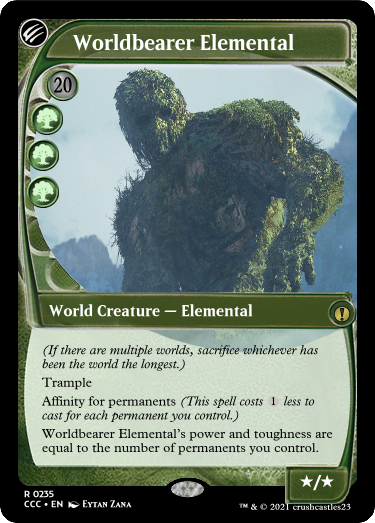 Worldbearer Elemental
20
World Creature — Elemental
(If there are multiple worlds, sacrifice whichever has
been the world the longest.)
Trample
Affinity for permanents (This spell costs 1 less to
cast for each permanent you control.)
Worldbearer Elemental's power and toughness are
equal to the number of permanents you control.
★/★
R 0235
CCC • EN Eytan Zana
™ & © 2021 crushcastles23